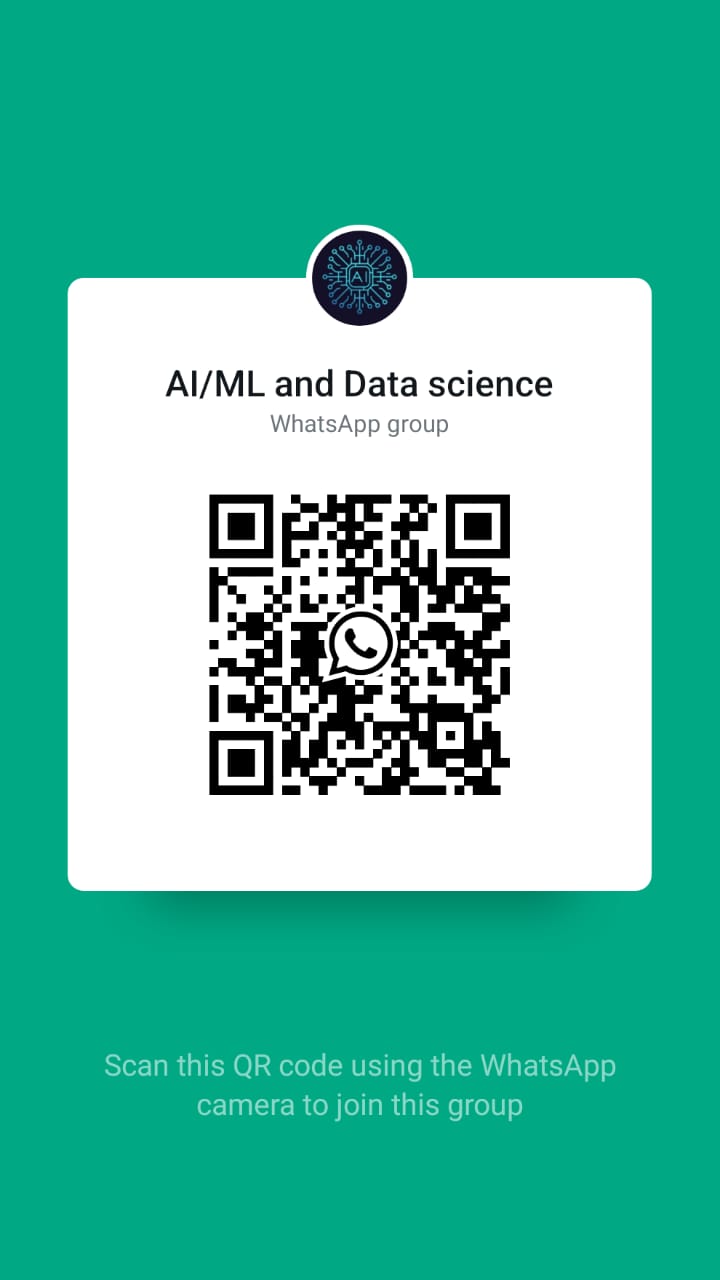 AI
AI/ML and Data science
WhatsApp group
Scan this QR code using the WhatsApp
camera to join this group